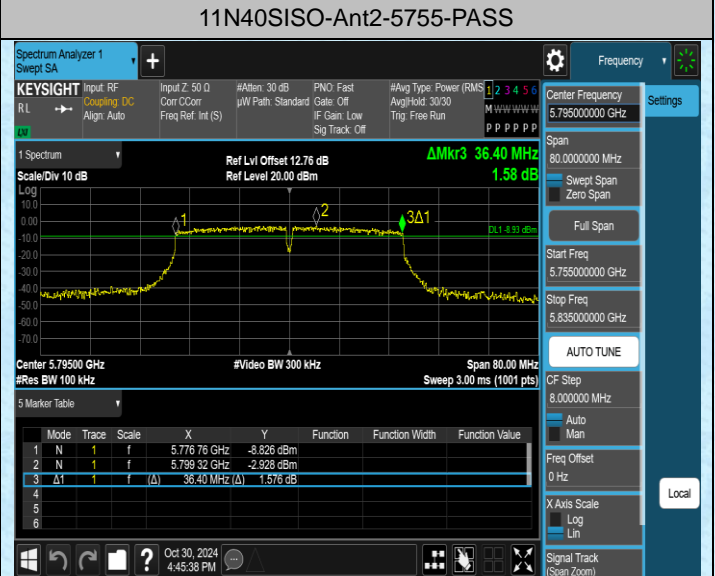 11N40SISO-Ant2-5755-PASS
Spectrum Analyzer 1
Swept SA
+
Frequency
KEYSIGHT
RL
LXI
Input: RF
Coupling: DC
Align: Auto
Input Z: 50 Ω
Corr CCorr
Freq Ref: Int (S)
#Atten: 30 dB
µW Path: Standard
PNO: Fast
Gate: Off
IF Gain: Low
Sig Track: Off
#Avg Type: Power (RMS
Avg|Hold: 30/30
Trig: Free Run
1 2 3 4 5 6
M W W W W W
P P P P P P
1 Spectrum
Scale/Div 10 dB
Ref Lvl Offset 12.76 dB
Ref Level 20.00 dBm
ΔMkr3 36.40 MHz
1.58 dB
Log
10.0
0.00
-10.0
-20.0
-30.0
-40.0
-50.0
-60.0
-70.0
1
2
3Δ1
DL1 -8.93 dBm
Center 5.79500 GHz
#Res BW 100 kHz
#Video BW 300 kHz
Span 80.00 MHz
Sweep 3.00 ms (1001 pts)
5 Marker Table
Mode Trace Scale X Y Function Function Width Function Value
1 N 1 f 5.776 76 GHz -8.826 dBm
2 N 1 f 5.799 32 GHz -2.928 dBm
3 Δ1 1 f (Δ) 36.40 MHz (Δ) 1.576 dB
4
5
6
?
Oct 30, 2024
4:45:38 PM
Center Frequency
5.795000000 GHz
Span
80.0000000 MHz
Swept Span
Zero Span
Full Span
Start Freq
5.755000000 GHz
Stop Freq
5.835000000 GHz
AUTO TUNE
CF Step
8.000000 MHz
Auto
Man
Freq Offset
0 Hz
X Axis Scale
Log
Lin
Signal Track
(Span Zoom)
Settings
Local